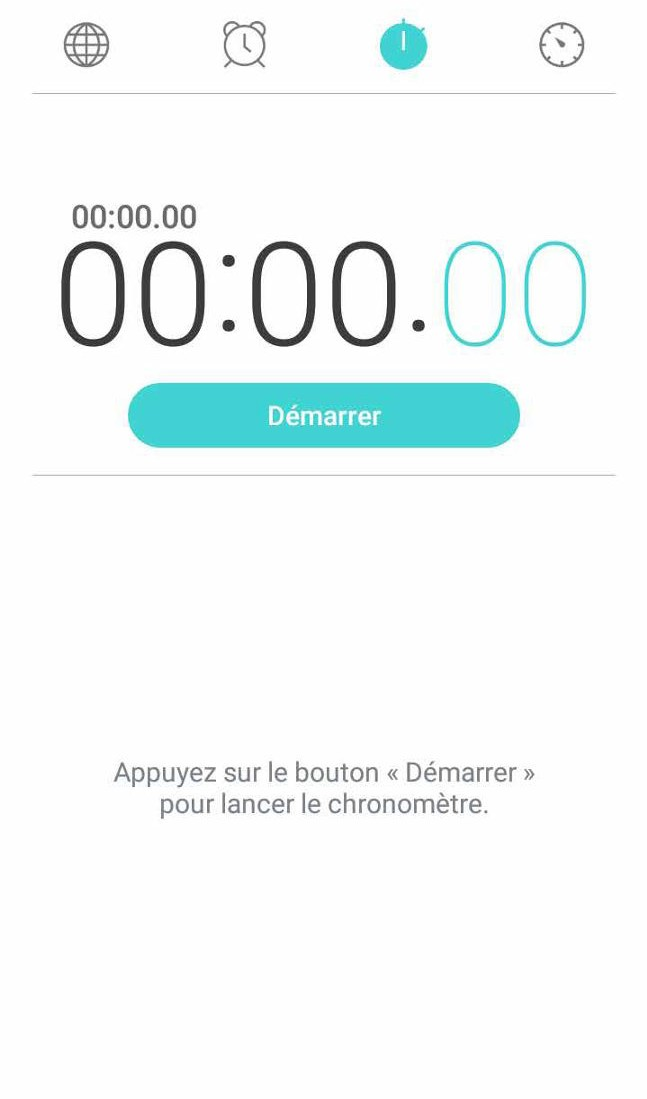 00:00.00
00:00.00
Démarrer
Appuyez sur le bouton « Démarrer »
pour lancer le chronomètre.